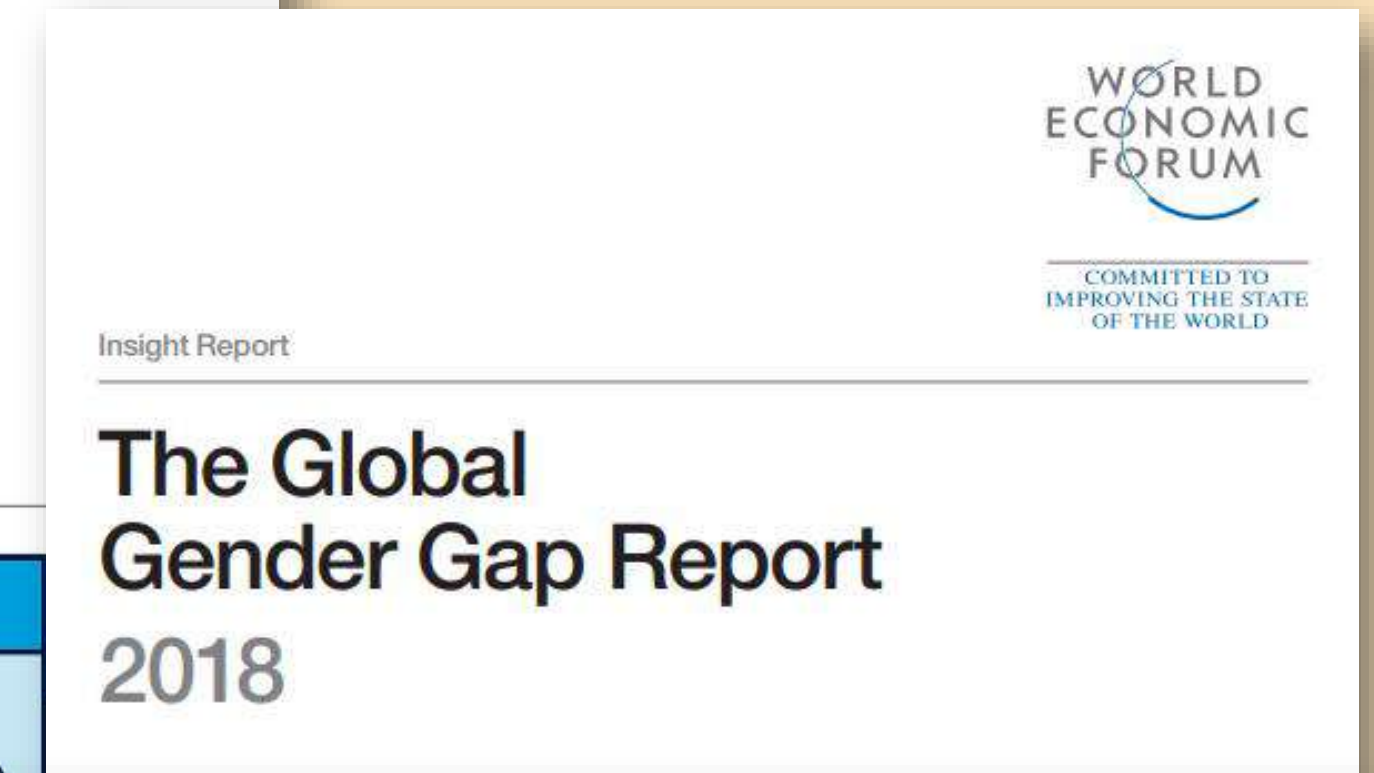 WORLD
ECONOMIC
FORUM
COMMITTED TO
IMPROVING THE STATE
OF THE WORLD
Insight Report
The Global
Gender Gap Report
2018